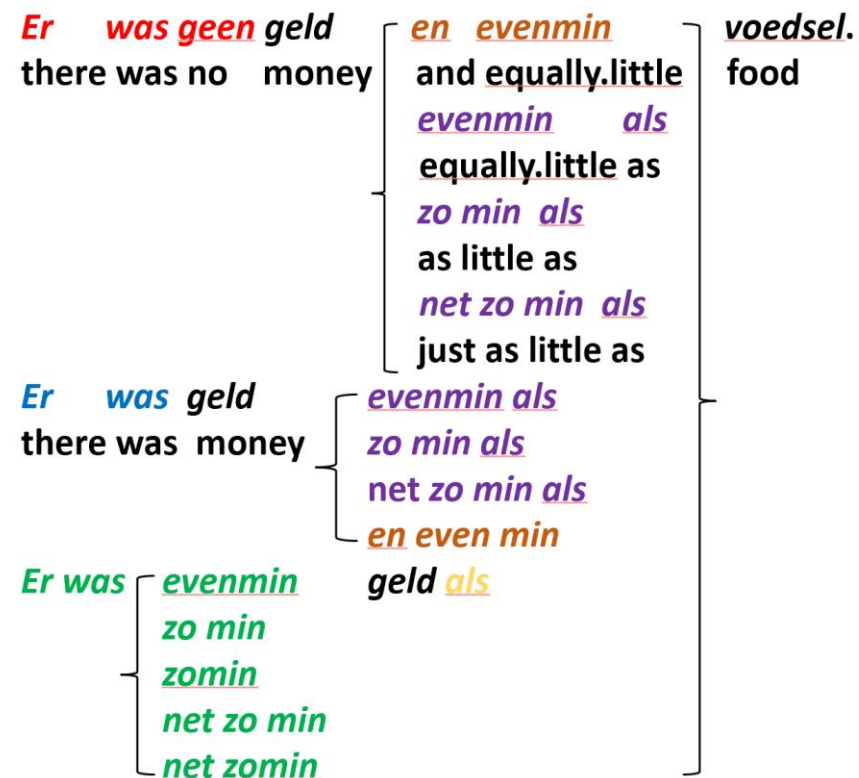 Er was geen geld en evenmin voedsel.
there was no money and equally.little food
evenmin als
equally.little as
zo min als
as little as
net zo min als
just as little as
Er was geld evenmin als
there was money zo min als
net zo min als
en even min
Er was evenmin geld als
zo min
zomin
net zo min
net zomin